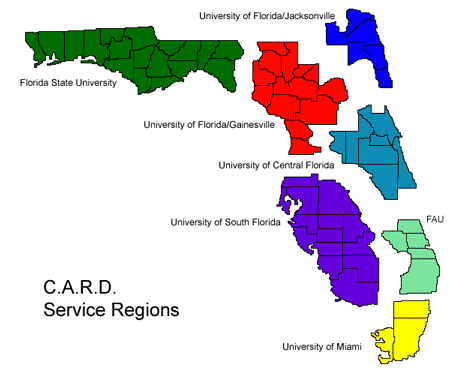 University of Florida/Jacksonville
Florida State University
University of Florida/Gainesville
University of Central Florida
University of South Florida
FAU
C.A.R.D.
Service Regions
University of Miami